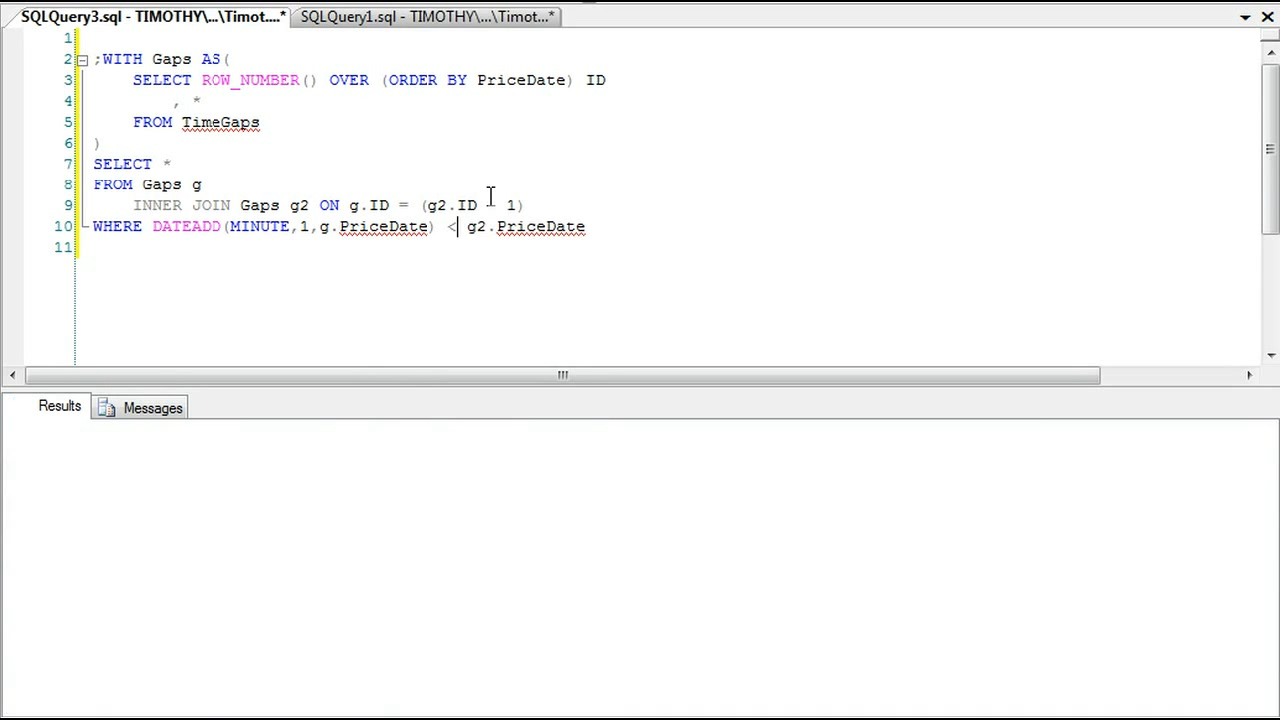 SQLQuery3.sql - TIMOTHY\...\Timot....* SQLQuery1.sql - TIMOTHY\...\Timot...*
1
2 ;WITH Gaps AS(
3 SELECT ROW_NUMBER() OVER (ORDER BY PriceDate) ID
4 , *
5 FROM TimeGaps
6 )
7 SELECT *
8 FROM Gaps g
9 INNER JOIN Gaps g2 ON g.ID = (g2.ID 1)
10 WHERE DATEADD(MINUTE,1,g.PriceDate) < g2.PriceDate
11
Results Messages